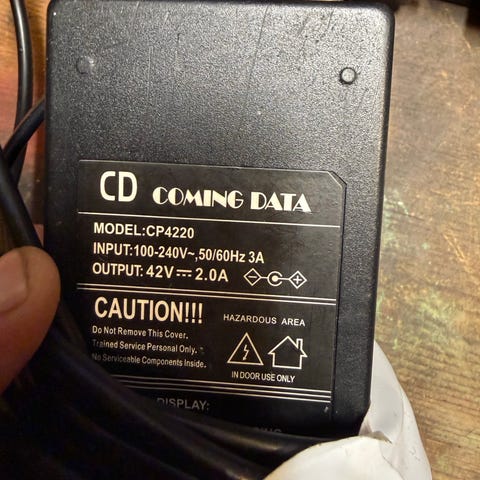 CD COMING DATA
MODEL:CP4220
INPUT:100-240V~,50/60Hz 3A
OUTPUT: 42V⎓2.0A
CAUTION!!!
Do Not Remove This Cover.
Trained Service Personal Only.
No Serviceable Components Inside.
HAZARDOUS AREA
IN DOOR USE ONLY
DISPLAY: